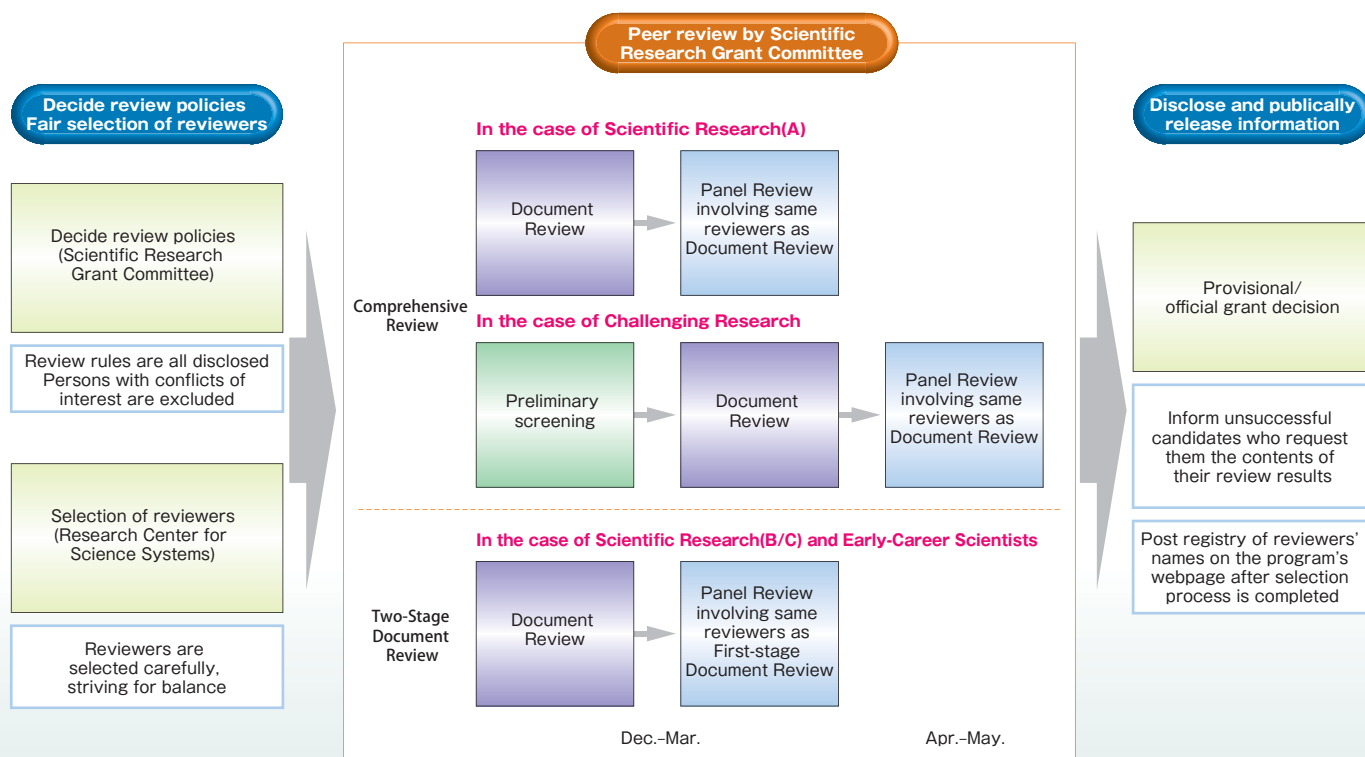 Peer review by Scientific
Research Grant Committee
Decide review policies
Fair selection of reviewers
Decide review policies
(Scientific Research
Grant Committee)
Review rules are all disclosed
Persons with conflicts of
interest are excluded
Selection of reviewers
(Research Center for
Science Systems)
Reviewers are
selected carefully,
striving for balance
Comprehensive
Review
In the case of Scientific Research(A)
Document
Review
Panel Review
involving same
reviewers as
Document Review
In the case of Challenging Research
Preliminary
screening
Document
Review
Panel Review
involving same
reviewers as
Document Review
Two-Stage
Document
Review
In the case of Scientific Research(B/C) and Early-Career Scientists
Document
Review
Panel Review
involving same
reviewers as
First-stage
Document Review
Dec.–Mar.
Apr.–May.
Disclose and publically
release information
Provisional/
official grant decision
Inform unsuccessful
candidates who request
them the contents of
their review results
Post registry of reviewers’
names on the program’s
webpage after selection
process is completed